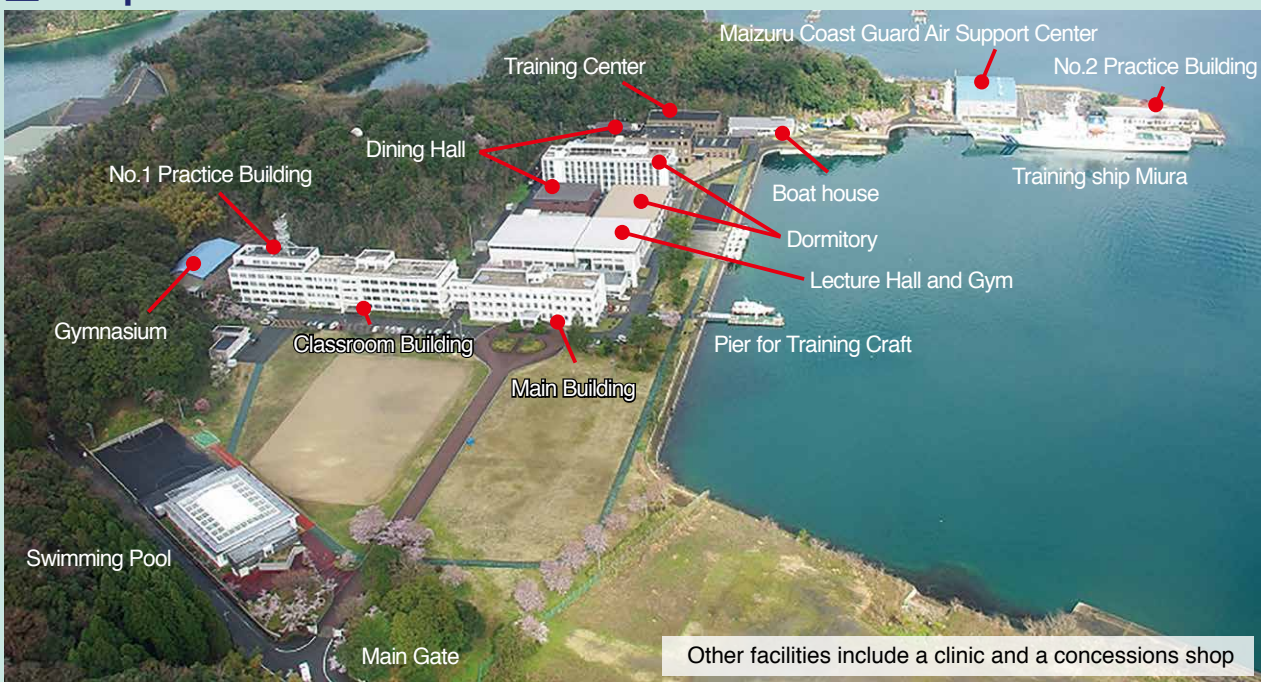 Maizuru Coast Guard Air Support Center
Training Center
No.2 Practice Building
Dining Hall
No.1 Practice Building
Training ship Miura
Boat house
Dormitory
Lecture Hall and Gym
Gymnasium
Classroom Building
Pier for Training Craft
Main Building
Swimming Pool
Main Gate
Other facilities include a clinic and a concessions shop